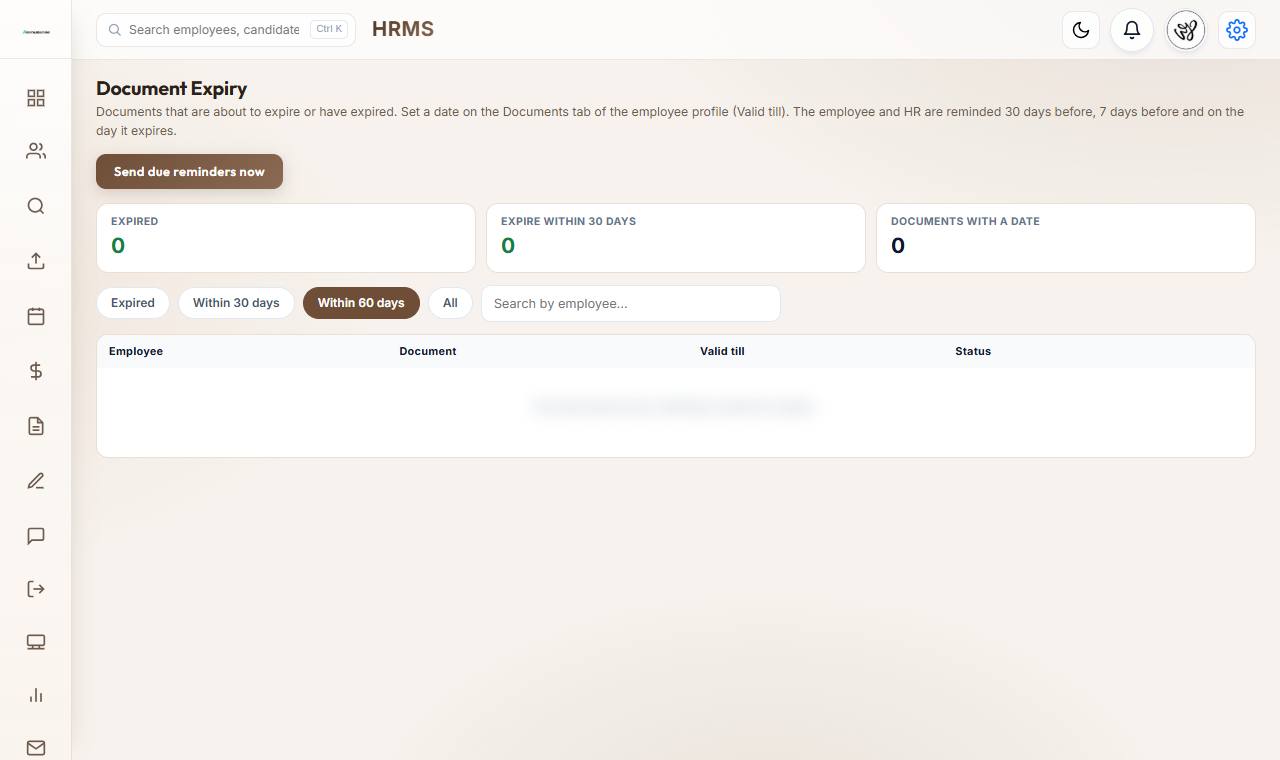 Search employees, candidate
Ctrl K
HRMS
Document Expiry
Documents that are about to expire or have expired. Set a date on the Documents tab of the employee profile (Valid till). The employee and HR are reminded 30 days before, 7 days before and on the
day it expires.
Send due reminders now
EXPIRED
0
EXPIRE WITHIN 30 DAYS
0
DOCUMENTS WITH A DATE
0
Expired
Within 30 days
Within 60 days
All
Search by employee...
Employee
Document
Valid till
Status